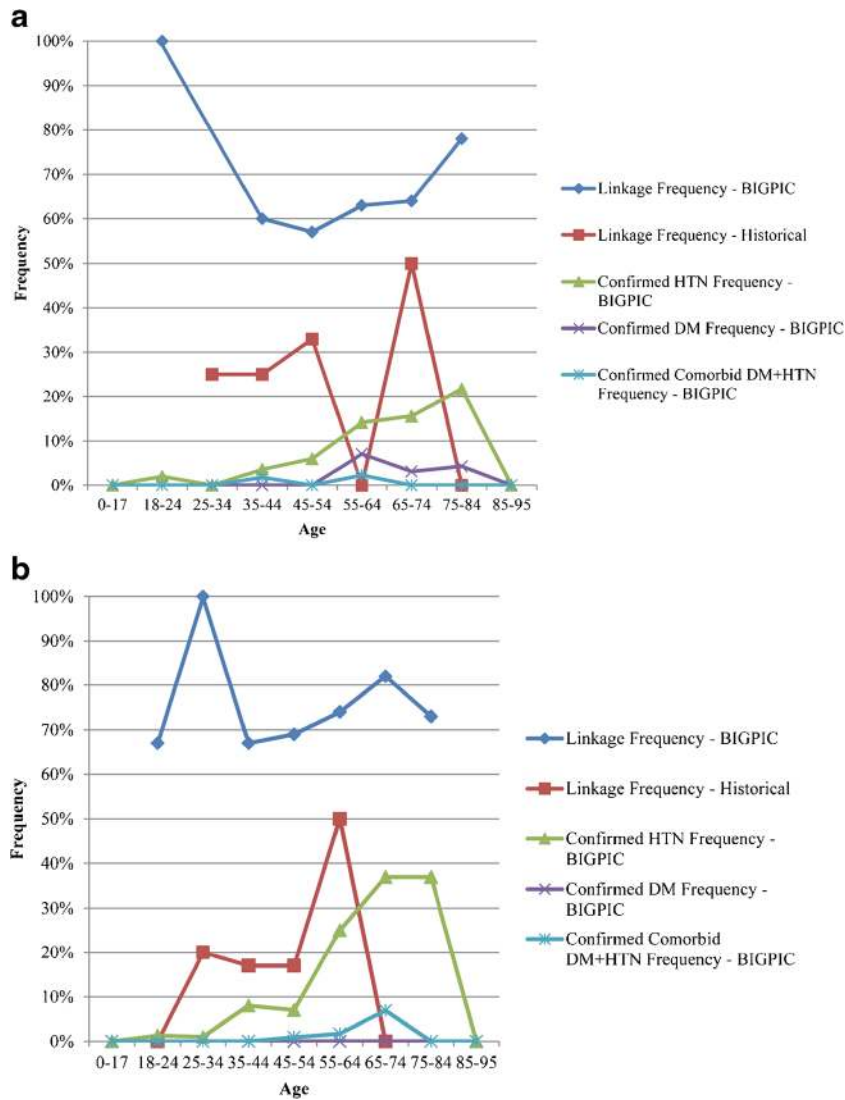 a
100%
90%
80%
70%
60%
50%
40%
30%
20%
10%
0%
Frequency
0-17 18-24 25-34 35-44 45-54 55-64 65-74 75-84 85-95
Age
Linkage Frequency - BIGPIC
Linkage Frequency - Historical
Confirmed HTN Frequency -
BIGPIC
Confirmed DM Frequency - BIGPIC
Confirmed Comorbid DM+HTN
Frequency - BIGPIC
b
100%
90%
80%
70%
60%
50%
40%
30%
20%
10%
0%
Frequency
0-17 18-24 25-34 35-44 45-54 55-64 65-74 75-84 85-95
Age
Linkage Frequency - BIGPIC
Linkage Frequency - Historical
Confirmed HTN Frequency -
BIGPIC
Confirmed DM Frequency -
BIGPIC
Confirmed Comorbid
DM+HTN Frequency - BIGPIC